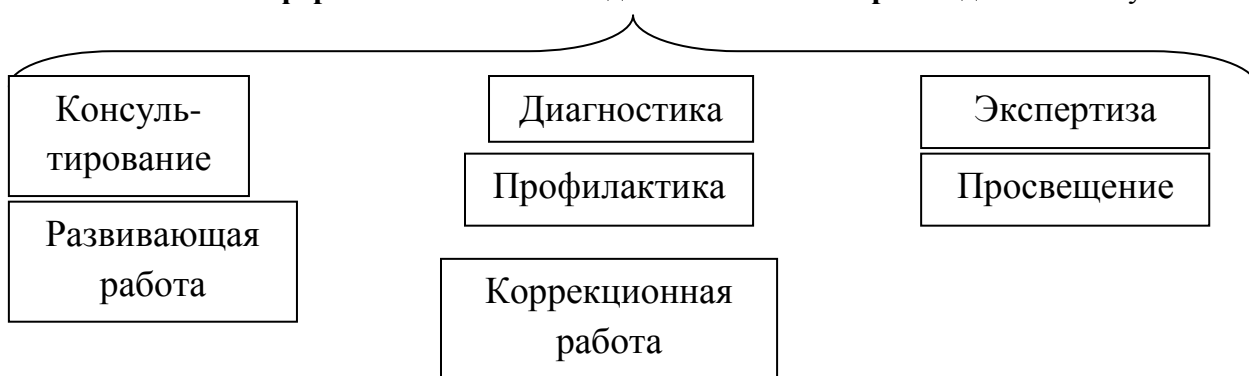 Консуль-
тирование
Развивающая
работа
Диагностика
Профилактика
Коррекционная
работа
Экспертиза
Просвещение